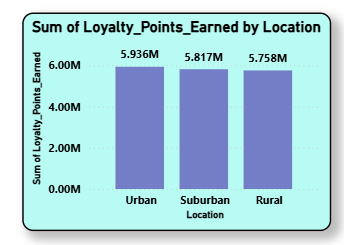 Sum of Loyalty_Points_Earned by Location
Sum of Loyalty_Points_Earned
6.00M
4.00M
2.00M
0.00M
5.936M
5.817M
5.758M
Urban
Suburban
Rural
Location